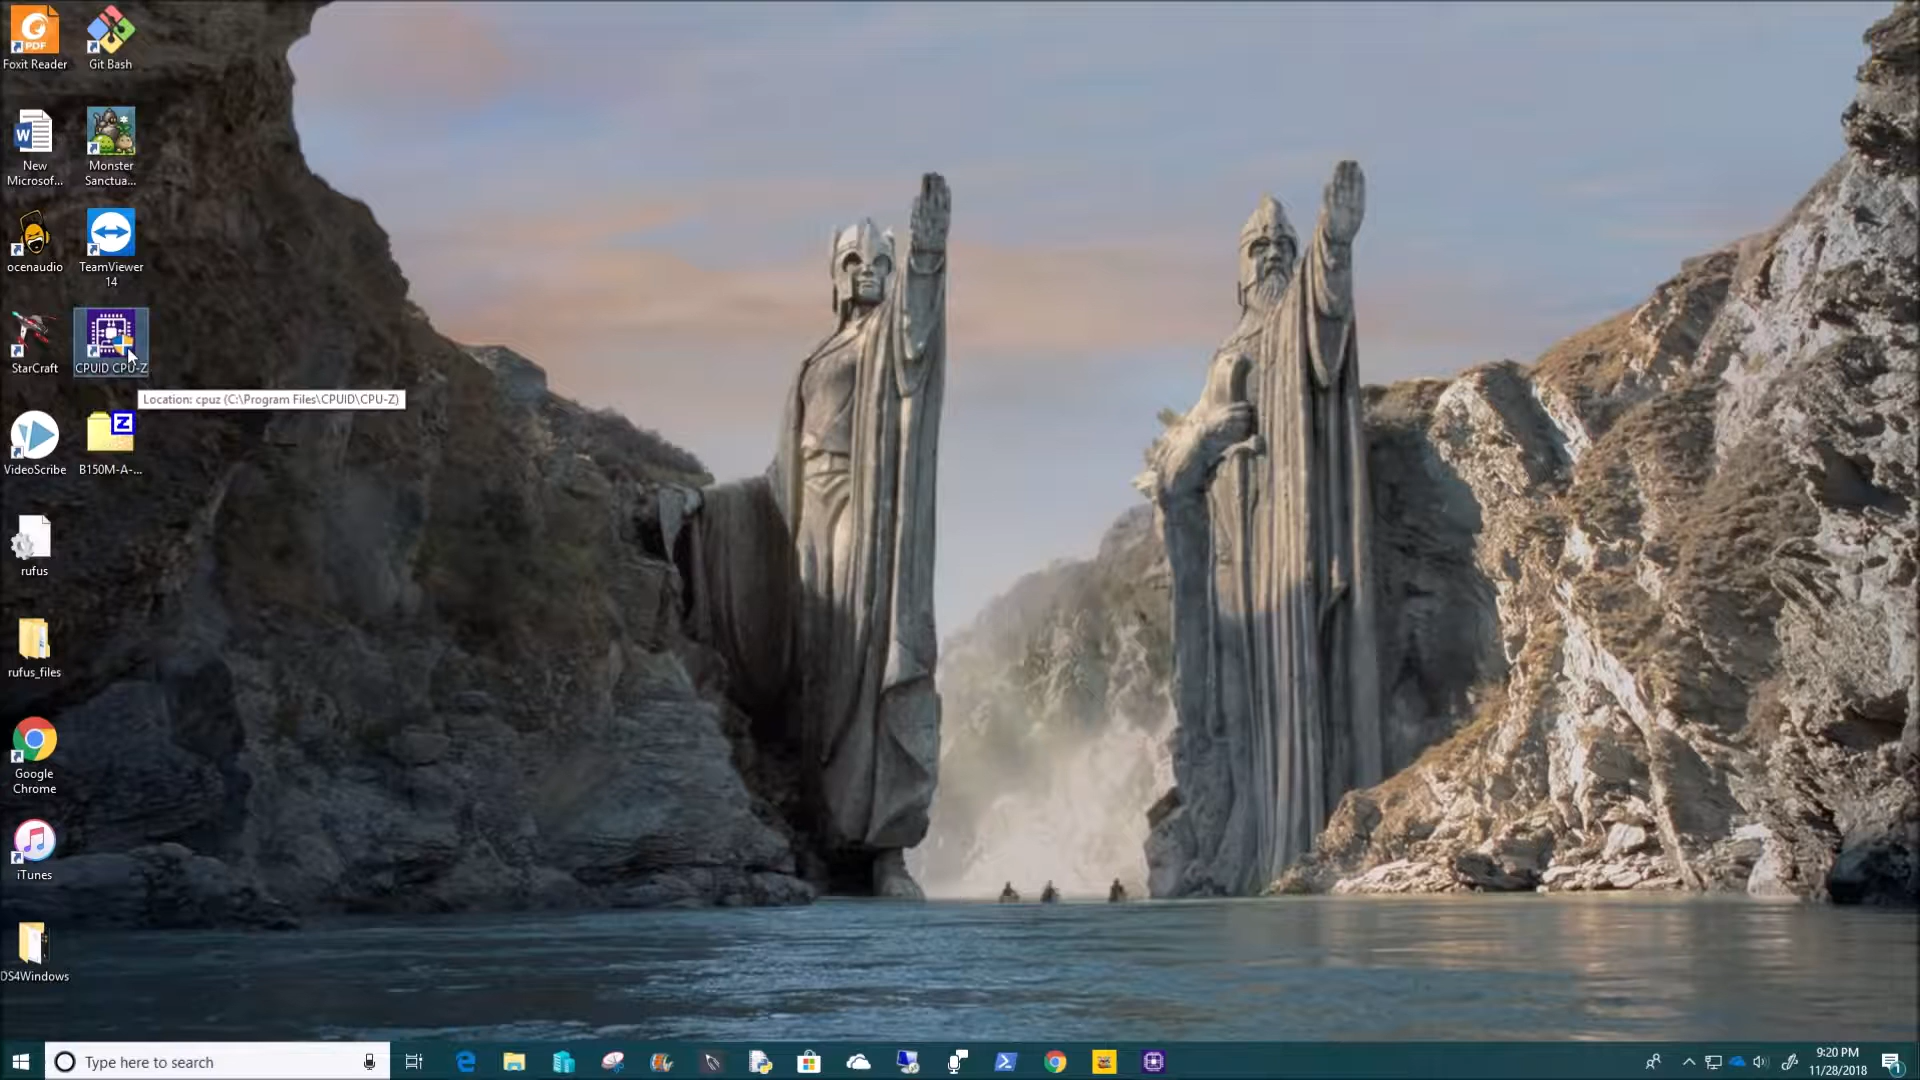 PDF
Foxit Reader
Git Bash
W
New
Microsof...
Monster
Sanctua...
ocenaudio
TeamViewer
14
StarCraft
CPUID CPU-Z
Location: cpuz (C:\Program Files\CPUID\CPU-Z)
VideoScribe
Z
B150M-A-...
rufus
rufus_files
Google
Chrome
iTunes
DS4Windows
Type here to search
9:20 PM
11/28/2018
1